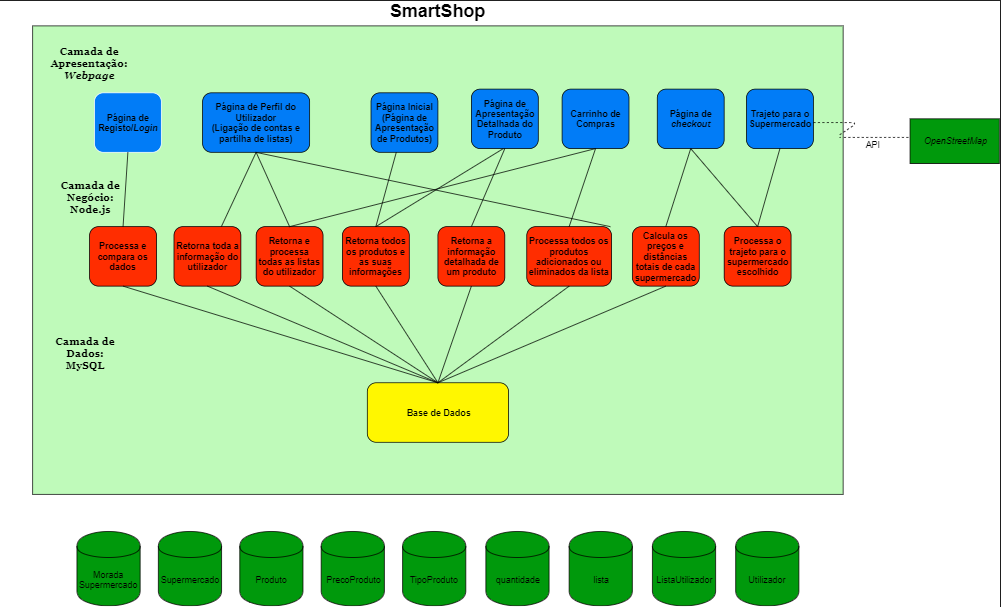 SmartShop
Camada de
Apresentação:
Webpage
Página de
Registo/Login
Página de Perfil do
Utilizador
(Ligação de contas e
partilha de listas)
Página Inicial
(Página de
Apresentação
de Produtos)
Página de
Apresentação
Detalhada do
Produto
Carrinho de
Compras
Página de
checkout
Trajeto para o
Supermercado
API
OpenStreetMap
Camada de
Negócio:
Node.js
Processa e
compara os
dados
Retorna toda a
informação do
utilizador
Retorna e
processa
todas as listas
do utilizador
Retorna todos
os produtos e
as suas
informações
Retorna a
informação
detalhada de
um produto
Processa todos os
produtos
adicionados ou
eliminados da lista
Calcula os
preços e
distâncias
totais de cada
supermercado
Processa o
trajeto para o
supermercado
escolhido
Camada de
Dados:
MySQL
Base de Dados
Morada
Supermercado
Supermercado
Produto
PrecoProduto
TipoProduto
quantidade
lista
ListaUtilizador
Utilizador